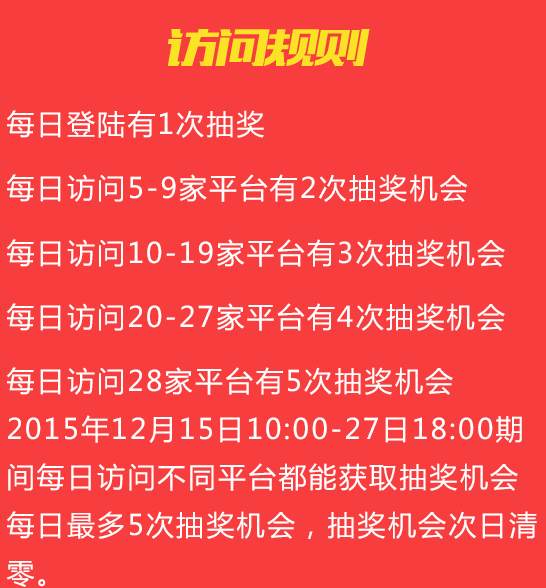 访问规则
每日登陆有1次抽奖
每日访问5-9家平台有2次抽奖机会
每日访问10-19家平台有3次抽奖机会
每日访问20-27家平台有4次抽奖机会
每日访问28家平台有5次抽奖机会
2015年12月15日10:00-27日18:00期
间每日访问不同平台都能获取抽奖机会
每日最多5次抽奖机会，抽奖机会次日清
零。